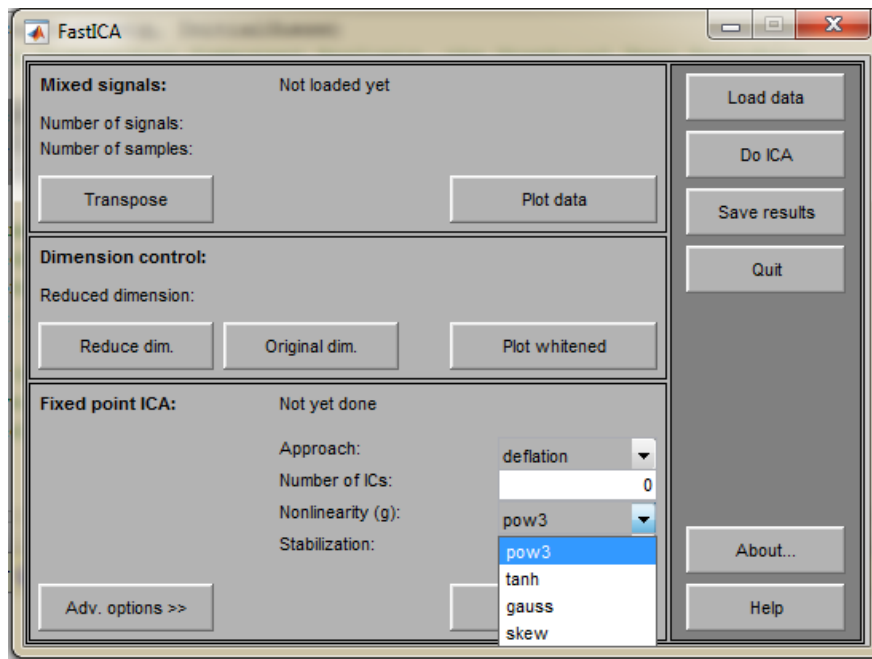 FastICA
Mixed signals: Not loaded yet
Number of signals:
Number of samples:
Transpose Plot data
Dimension control:
Reduced dimension:
Reduce dim. Original dim. Plot whitened
Fixed point ICA: Not yet done
Approach: deflation
Number of ICs: 0
Nonlinearity (g): pow3
Stabilization:
pow3
tanh
gauss
skew
Adv. options >>
Load data
Do ICA
Save results
Quit
About...
Help